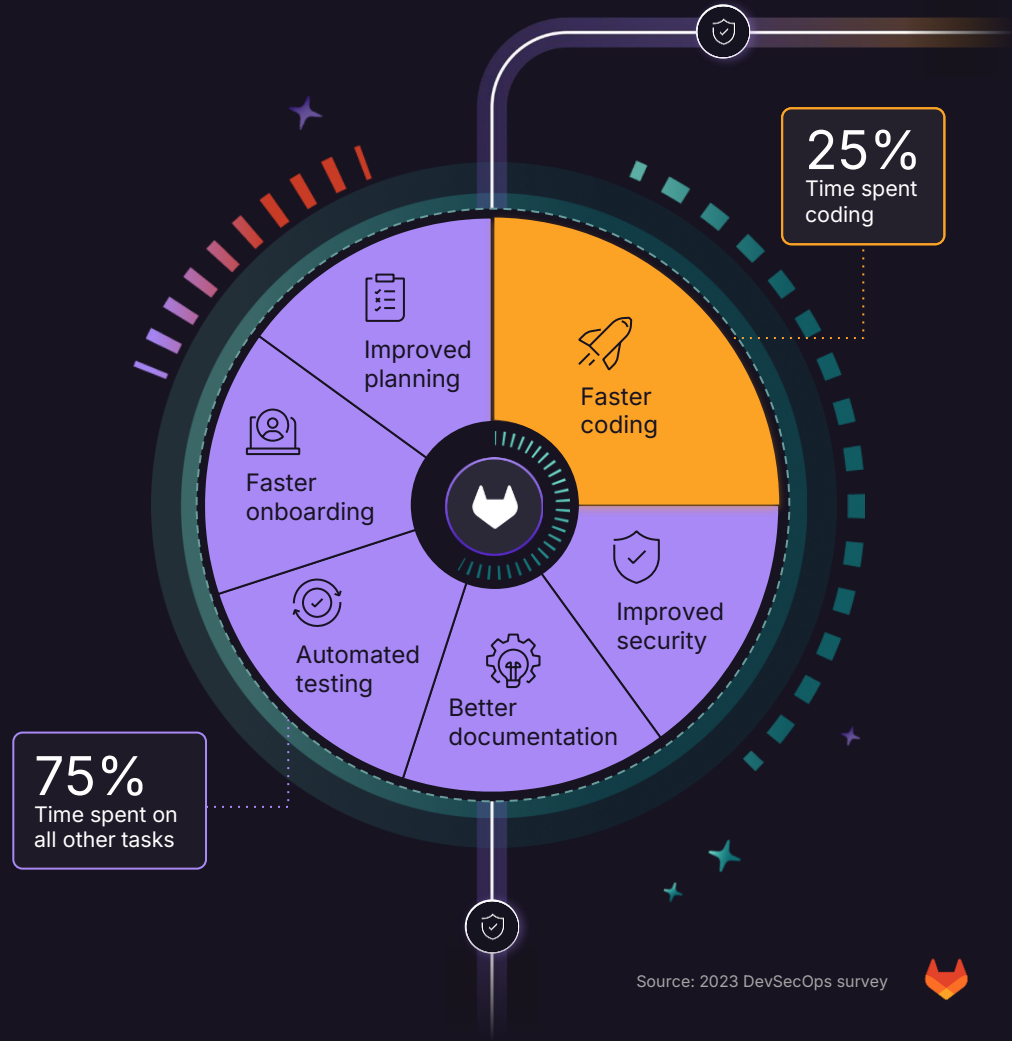 25%
Time spent
coding
Improved
planning
Faster
coding
Faster
onboarding
Improved
security
Automated
testing
Better
documentation
75%
Time spent on
all other tasks
Source: 2023 DevSecOps survey